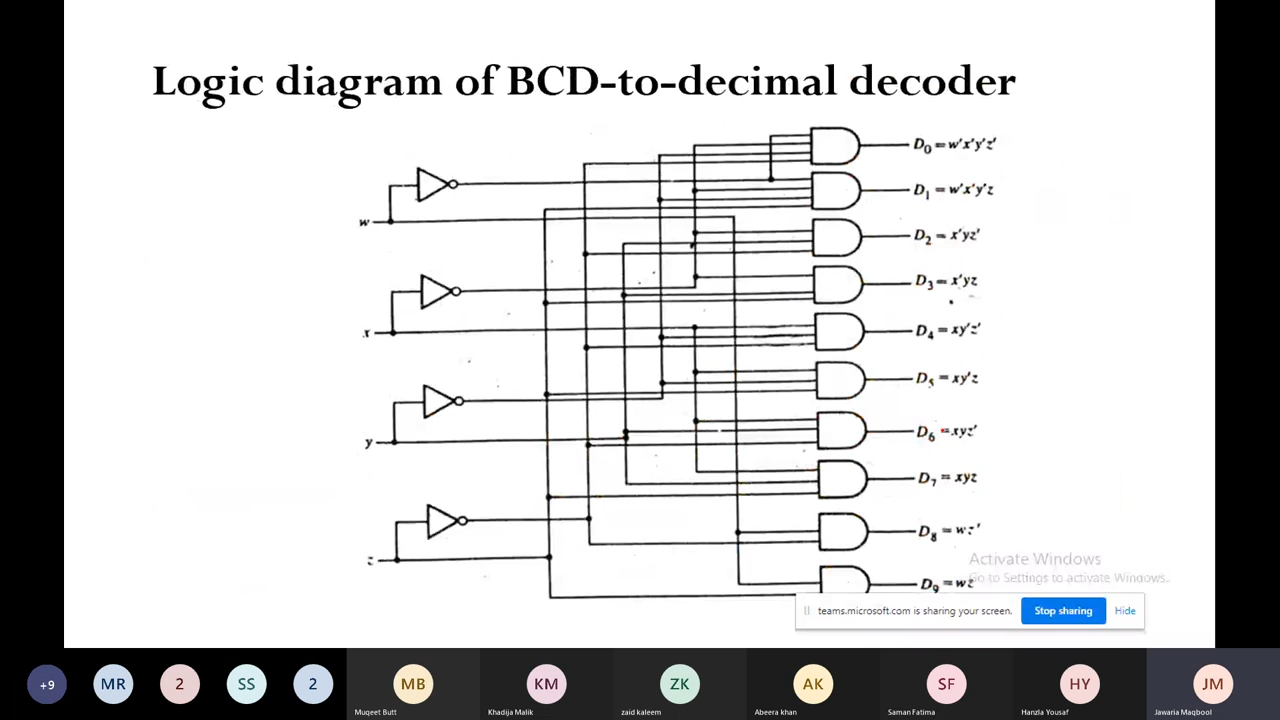 Logic diagram of BCD-to-decimal decoder
D0 = w'x'y'z'
w
D1 = w'x'y'z
D2 = x'yz'
D3 = x'yz
x
D4 = xy'z'
D5 = xy'z
y
D6 = xyz'
D7 = xyz
z
D8 = wz'
Activate Windows
Go to Settings to activate Windows.
D9 = wz
teams.microsoft.com is sharing your screen. Stop sharing Hide
+9 MR 2 SS 2 MB KM ZK AK SF HY JM
Muqeet Butt Khadija Malik zaid kaleem Abeera khan Saman Fatima Hanzla Yousaf Jawaria Maqbool